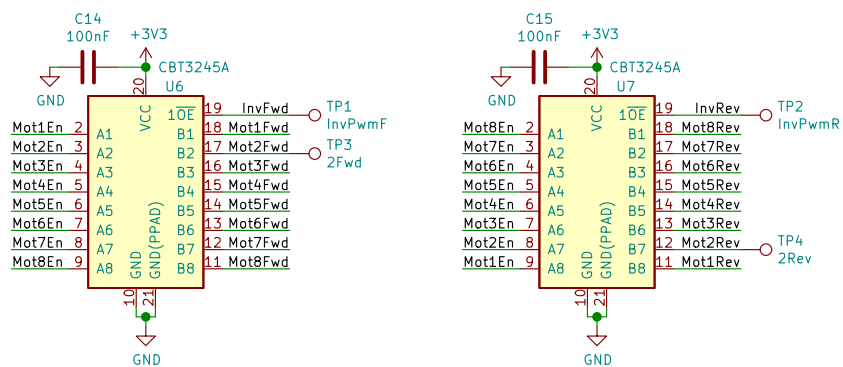 C14
100nF
+3V3
GND
CBT3245A
U6
20
VCC
1OE
19 InvFwd
TP1
InvPwmF
Mot1En 2 A1
B1 18 Mot1Fwd
Mot2En 3 A2
B2 17 Mot2Fwd
TP3
2Fwd
Mot3En 4 A3
B3 16 Mot3Fwd
Mot4En 5 A4
B4 15 Mot4Fwd
Mot5En 6 A5
B5 14 Mot5Fwd
Mot6En 7 A6
B6 13 Mot6Fwd
Mot7En 8 A7
B7 12 Mot7Fwd
Mot8En 9 A8
B8 11 Mot8Fwd
GND
GND(PPAD)
10
21
GND
C15
100nF
+3V3
GND
CBT3245A
U7
20
VCC
1OE
19 InvRev
TP2
InvPwmR
Mot8En 2 A1
B1 18 Mot8Rev
Mot7En 3 A2
B2 17 Mot7Rev
Mot6En 4 A3
B3 16 Mot6Rev
Mot5En 5 A4
B4 15 Mot5Rev
Mot4En 6 A5
B5 14 Mot4Rev
Mot3En 7 A6
B6 13 Mot3Rev
Mot2En 8 A7
B7 12 Mot2Rev
TP4
2Rev
Mot1En 9 A8
B8 11 Mot1Rev
GND
GND(PPAD)
10
21
GND